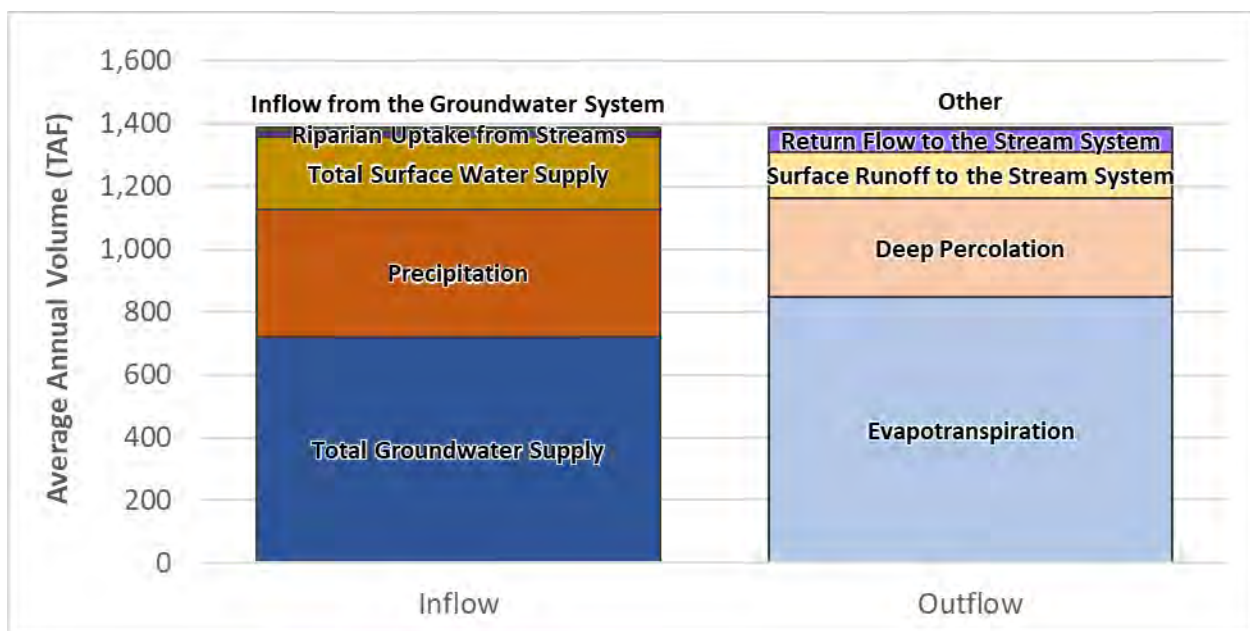 Average Annual Volume (TAF)
1,600
1,400
1,200
1,000
800
600
400
200
0
Inflow from the Groundwater System
Riparian Uptake from Streams
Total Surface Water Supply
Precipitation
Total Groundwater Supply
Other
Return Flow to the Stream System
Surface Runoff to the Stream System
Deep Percolation
Evapotranspiration
Inflow
Outflow